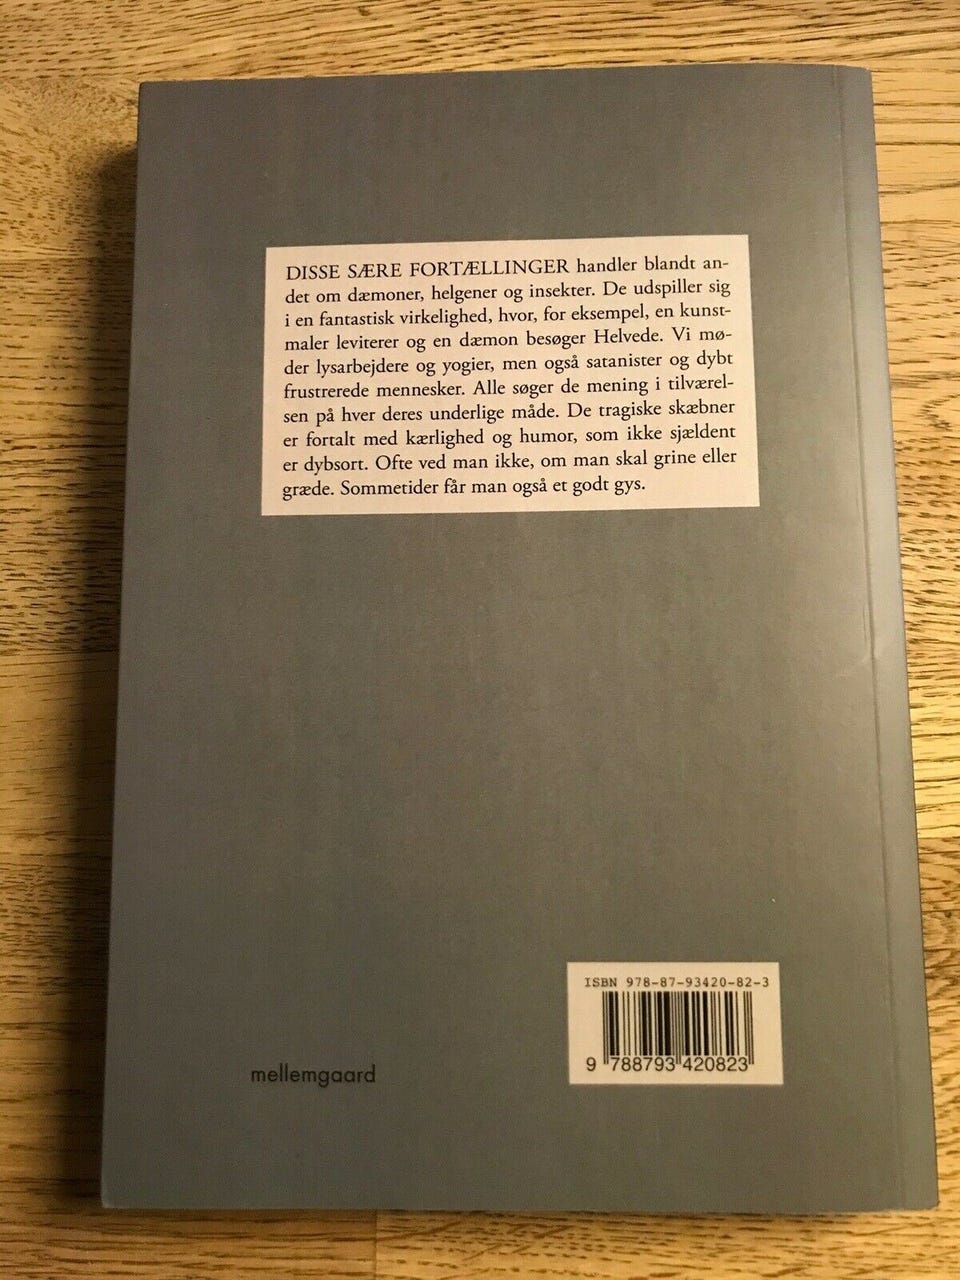 DISSE SÆRE FORTÆLLINGER handler blandt an-
det om dæmoner, helgener og insekter. De udspiller sig
i en fantastisk virkelighed, hvor, for eksempel, en kunst-
maler leviterer og en dæmon besøger Helvede. Vi mø-
der lysarbejdere og yogier, men også satanister og dybt
frustrerede mennesker. Alle søger de mening i tilværel-
sen på hver deres underlige måde. De tragiske skæbner
er fortalt med kærlighed og humor, som ikke sjældent
er dybsort. Ofte ved man ikke, om man skal grine eller
græde. Sommetider får man også et godt gys.
ISBN 978-87-93420-82-3
9 788793 420823
mellemgaard